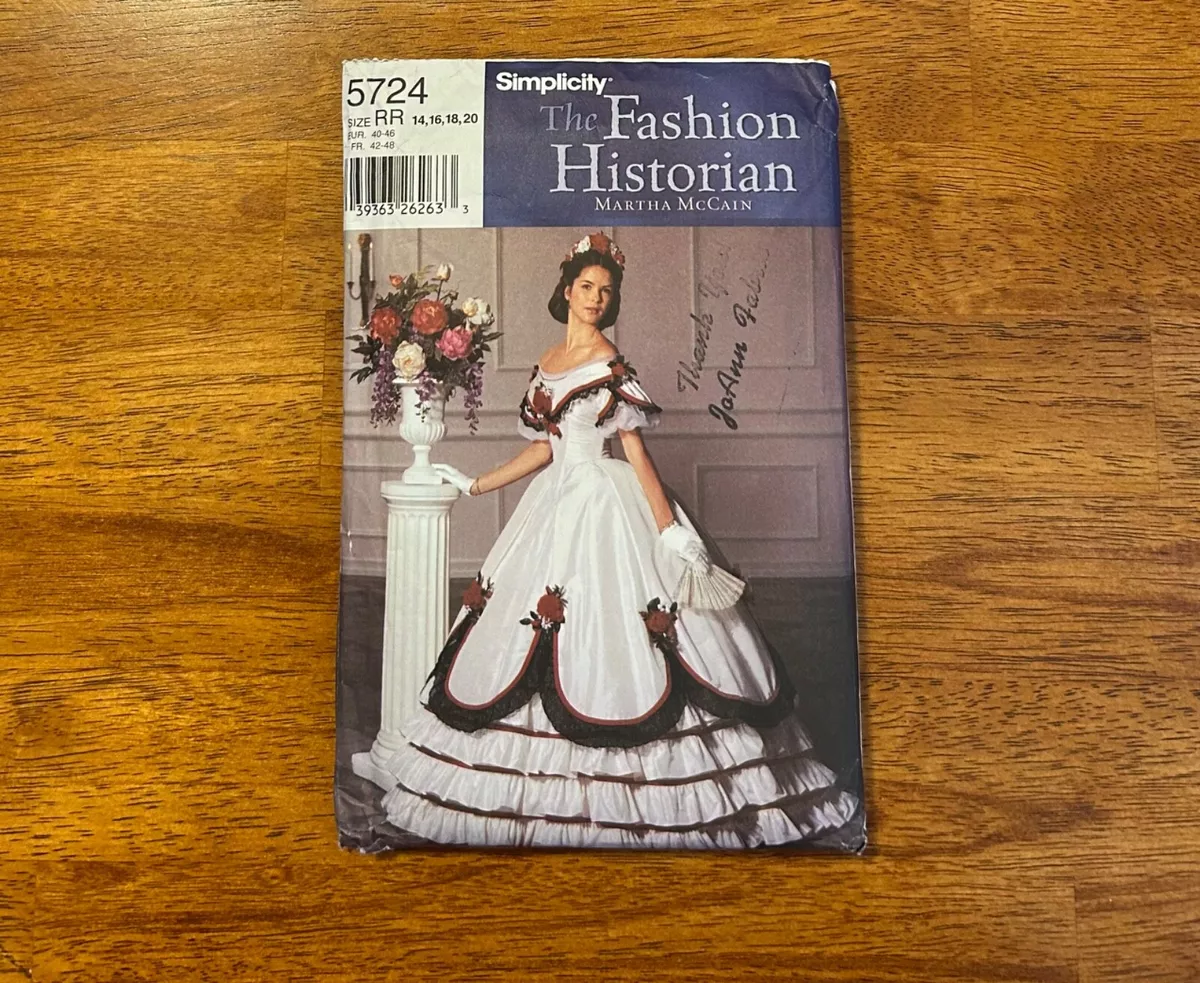 5724
SIZE RR 14,16,18,20
EUR. 40-46
FR. 42-48
39363 26263 3
Simplicity®
The Fashion
Historian
MARTHA MCCAIN
Thank You!
JoAnn